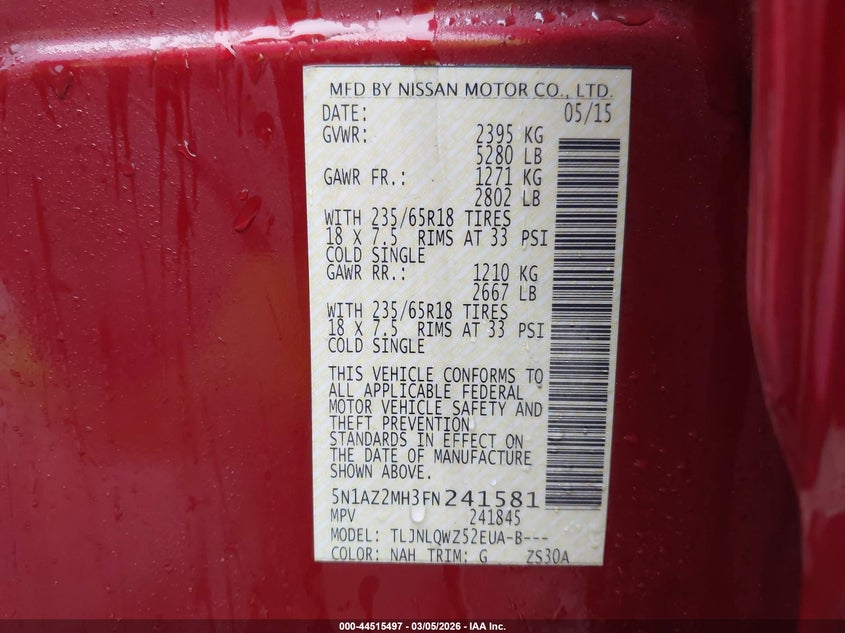 MFD BY NISSAN MOTOR CO., LTD.
DATE: 05/15
GVWR: 2395 KG
5280 LB
GAWR FR.: 1271 KG
2802 LB
WITH 235/65R18 TIRES
18 X 7.5 RIMS AT 33 PSI
COLD SINGLE
GAWR RR.: 1210 KG
2667 LB
WITH 235/65R18 TIRES
18 X 7.5 RIMS AT 33 PSI
COLD SINGLE
THIS VEHICLE CONFORMS TO
ALL APPLICABLE FEDERAL
MOTOR VEHICLE SAFETY AND
THEFT PREVENTION
STANDARDS IN EFFECT ON
THE DATE OF MANUFACTURE
SHOWN ABOVE.
5N1AZ2MH3FN241581
MPV 241845
MODEL: TLJNLQWZ52EUA-B---
COLOR: NAH TRIM: G ZS30A
000-44515497 - 03/05/2026 - IAA Inc.